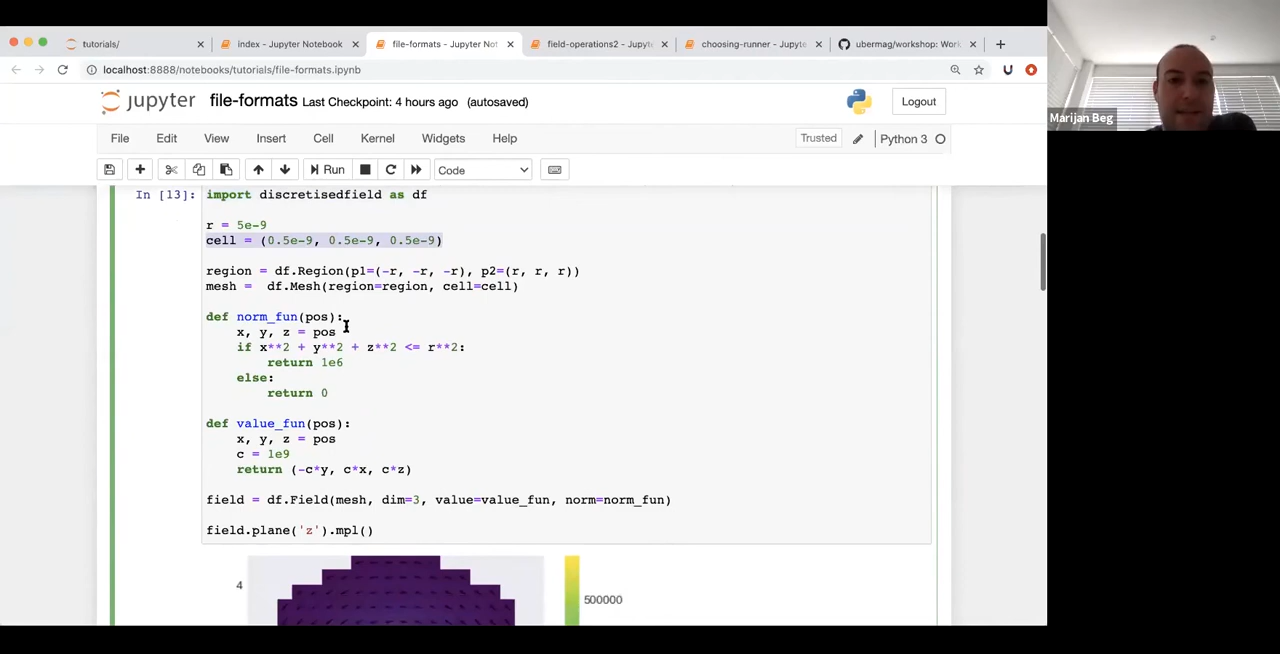 tutorials/
index - Jupyter Notebook
file-formats - Jupyter Not
field-operations2 - Jupyte
choosing-runner - Jupyte
ubermag/workshop: Work
localhost:8888/notebooks/tutorials/file-formats.ipynb
jupyter file-formats Last Checkpoint: 4 hours ago (autosaved)
Logout
Marijan Beg
File Edit View Insert Cell Kernel Widgets Help
Trusted
Python 3
Run
Code
In [13]:
import discretisedfield as df
r = 5e-9
cell = (0.5e-9, 0.5e-9, 0.5e-9)
region = df.Region(p1=(-r, -r, -r), p2=(r, r, r))
mesh =  df.Mesh(region=region, cell=cell)
def norm_fun(pos):
    x, y, z = pos
    if x**2 + y**2 + z**2 <= r**2:
        return 1e6
    else:
        return 0
def value_fun(pos):
    x, y, z = pos
    c = 1e9
    return (-c*y, c*x, c*z)
field = df.Field(mesh, dim=3, value=value_fun, norm=norm_fun)
field.plane('z').mpl()
4
500000